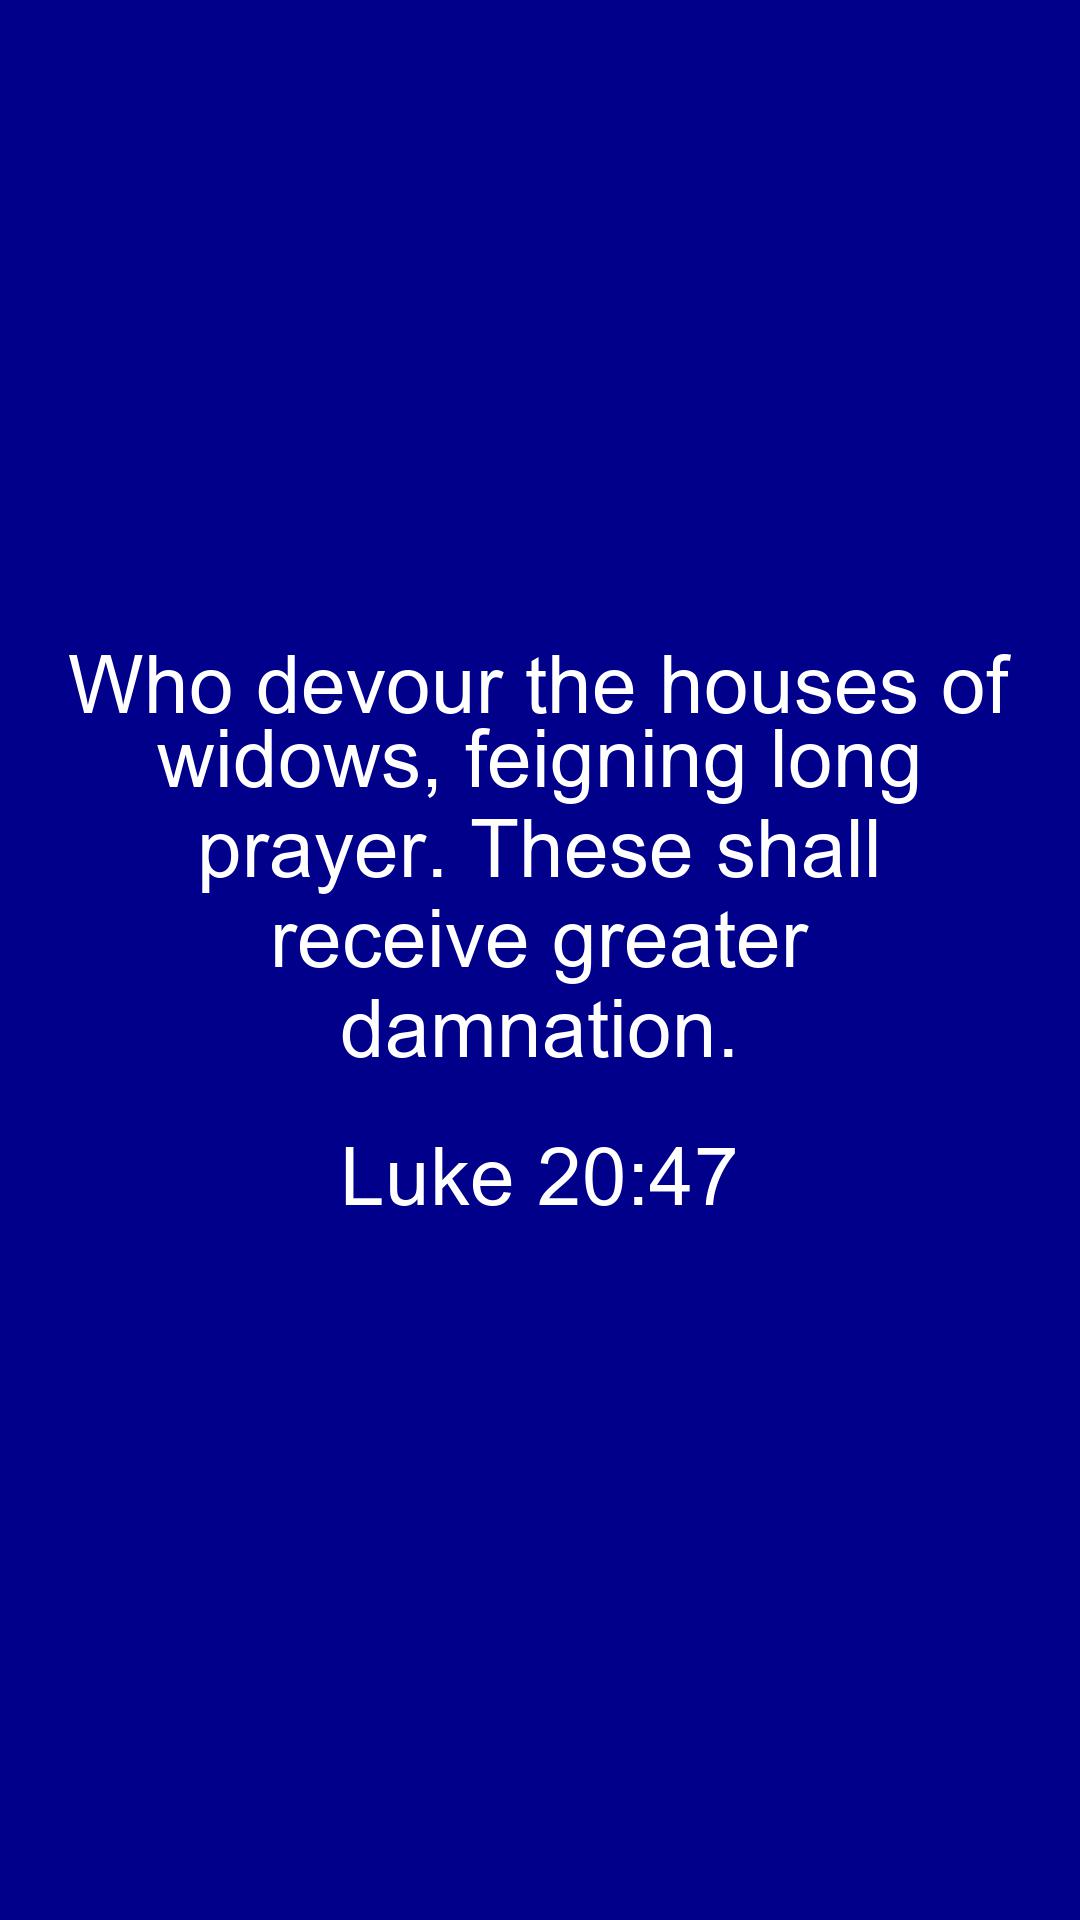 Who devour the houses of
widows, feigning long
prayer. These shall
receive greater
damnation.
Luke 20:47